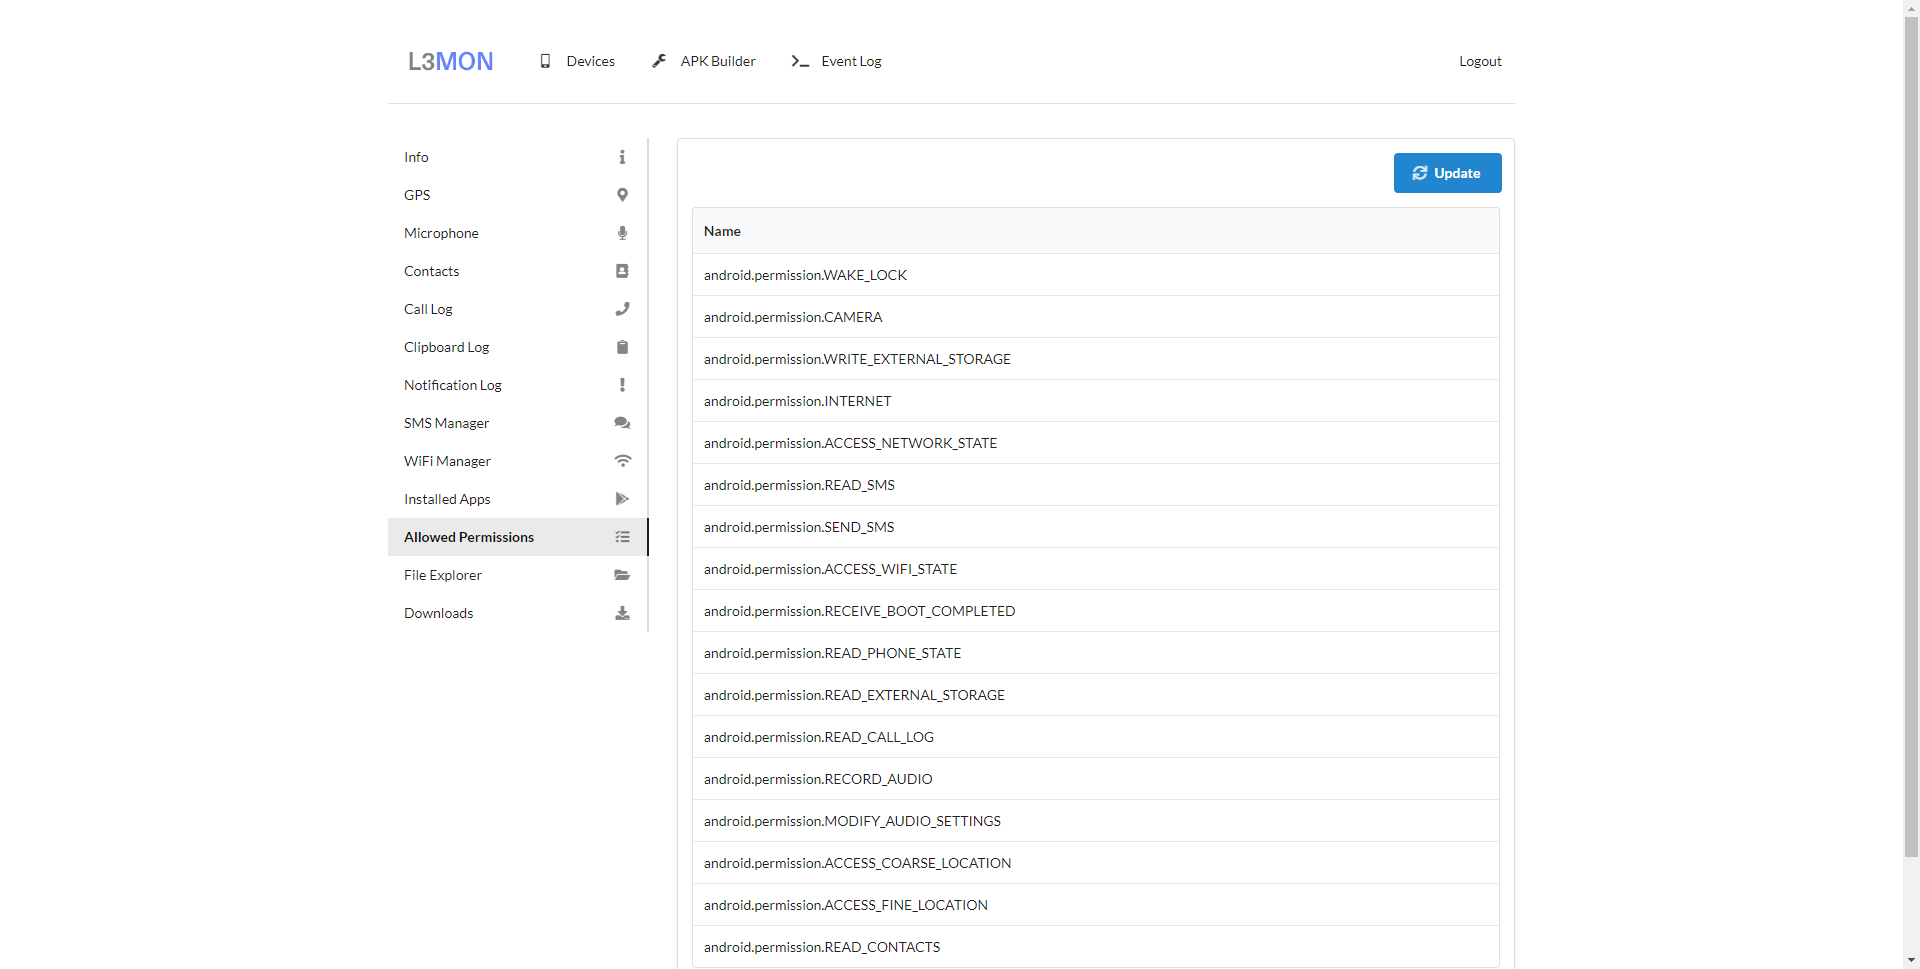 L3MON
Devices
APK Builder
Event Log
Logout
Info
GPS
Microphone
Contacts
Call Log
Clipboard Log
Notification Log
SMS Manager
WiFi Manager
Installed Apps
Allowed Permissions
File Explorer
Downloads
Update
Name
android.permission.WAKE_LOCK
android.permission.CAMERA
android.permission.WRITE_EXTERNAL_STORAGE
android.permission.INTERNET
android.permission.ACCESS_NETWORK_STATE
android.permission.READ_SMS
android.permission.SEND_SMS
android.permission.ACCESS_WIFI_STATE
android.permission.RECEIVE_BOOT_COMPLETED
android.permission.READ_PHONE_STATE
android.permission.READ_EXTERNAL_STORAGE
android.permission.READ_CALL_LOG
android.permission.RECORD_AUDIO
android.permission.MODIFY_AUDIO_SETTINGS
android.permission.ACCESS_COARSE_LOCATION
android.permission.ACCESS_FINE_LOCATION
android.permission.READ_CONTACTS